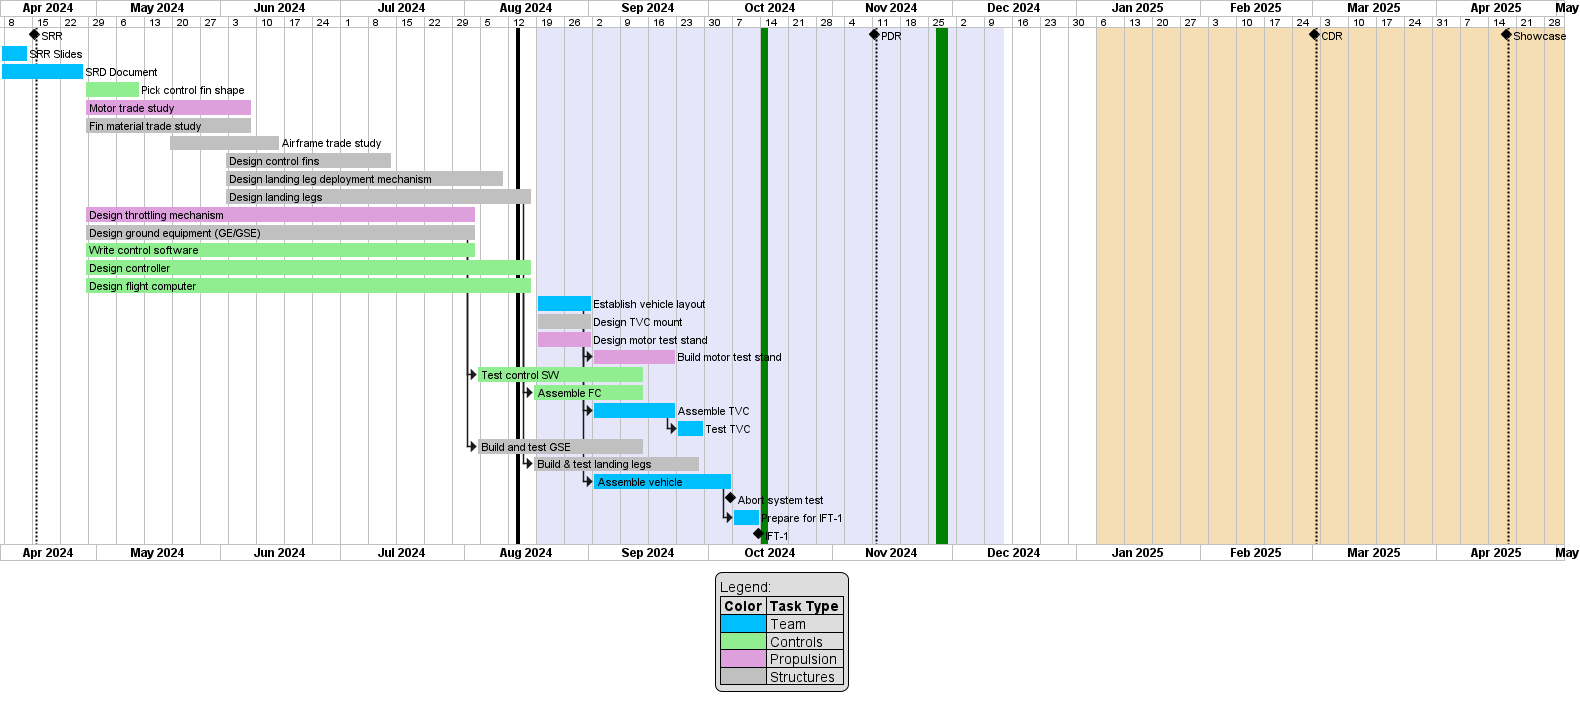 Apr 2024 May 2024 Jun 2024 Jul 2024 Aug 2024 Sep 2024 Oct 2024 Nov 2024 Dec 2024 Jan 2025 Feb 2025 Mar 2025 Apr 2025 May
8 15 22 29 6 13 20 27 3 10 17 24 1 8 15 22 29 5 12 19 26 2 9 16 23 30 7 14 21 28 4 11 18 25 2 9 16 23 30 6 13 20 27 3 10 17 24 3 10 17 24 31 7 14 21 28
SRR PDR CDR Showcase
SRR Slides
SRD Document
Pick control fin shape
Motor trade study
Fin material trade study
Airframe trade study
Design control fins
Design landing leg deployment mechanism
Design landing legs
Design throttling mechanism
Design ground equipment (GE/GSE)
Write control software
Design controller
Design flight computer
Establish vehicle layout
Design TVC mount
Design motor test stand
Build motor test stand
Test control SW
Assemble FC
Assemble TVC
Test TVC
Build and test GSE
Build & test landing legs
Assemble vehicle
Abort system test
Prepare for IFT-1
IFT-1
Apr 2024 May 2024 Jun 2024 Jul 2024 Aug 2024 Sep 2024 Oct 2024 Nov 2024 Dec 2024 Jan 2025 Feb 2025 Mar 2025 Apr 2025 May
Legend:
Color Task Type
Team
Controls
Propulsion
Structures